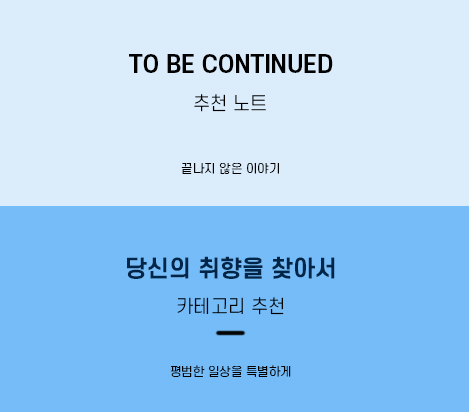 TO BE CONTINUED
추천 노트
끝나지 않은 이야기
당신의 취향을 찾아서
카테고리 추천
평범한 일상을 특별하게